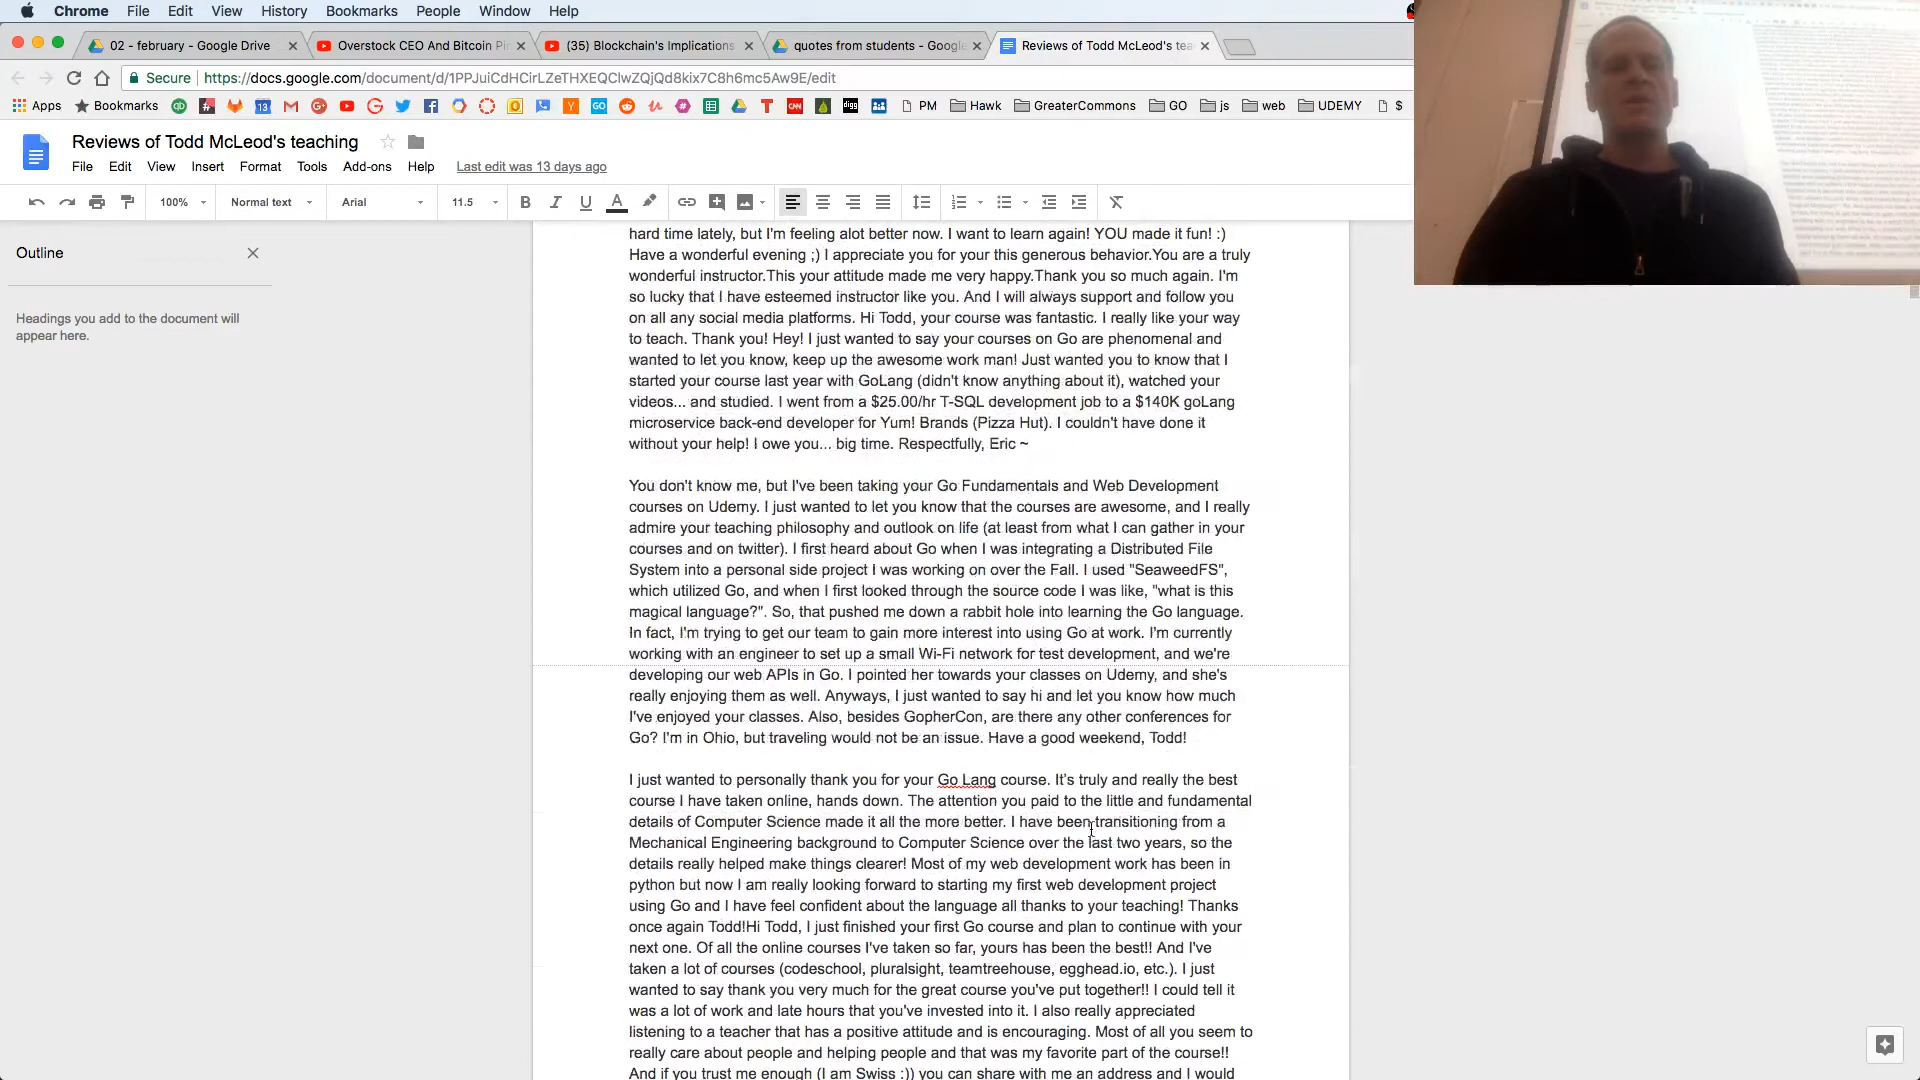 Chrome File Edit View History Bookmarks People Window Help
02 - february - Google Drive
Overstock CEO And Bitcoin Pi
(35) Blockchain's Implications
quotes from students - Google
Reviews of Todd McLeod's tea
Secure https://docs.google.com/document/d/1PPJuiCdHCirLZeTHXEQClwZQjQd8kix7C8h6mc5Aw9E/edit
Apps Bookmarks PM Hawk GreaterCommons GO js web UDEMY $
Reviews of Todd McLeod's teaching
File Edit View Insert Format Tools Add-ons Help Last edit was 13 days ago
100% Normal text Arial 11.5
Outline
Headings you add to the document will
appear here.
hard time lately, but I'm feeling alot better now. I want to learn again! YOU made it fun! :)
Have a wonderful evening ;) I appreciate you for your this generous behavior.You are a truly
wonderful instructor.This your attitude made me very happy.Thank you so much again. I'm
so lucky that I have esteemed instructor like you. And I will always support and follow you
on all any social media platforms. Hi Todd, your course was fantastic. I really like your way
to teach. Thank you! Hey! I just wanted to say your courses on Go are phenomenal and
wanted to let you know, keep up the awesome work man! Just wanted you to know that I
started your course last year with GoLang (didn't know anything about it), watched your
videos... and studied. I went from a $25.00/hr T-SQL development job to a $140K goLang
microservice back-end developer for Yum! Brands (Pizza Hut). I couldn't have done it
without your help! I owe you... big time. Respectfully, Eric ~
You don't know me, but I've been taking your Go Fundamentals and Web Development
courses on Udemy. I just wanted to let you know that the courses are awesome, and I really
admire your teaching philosophy and outlook on life (at least from what I can gather in your
courses and on twitter). I first heard about Go when I was integrating a Distributed File
System into a personal side project I was working on over the Fall. I used "SeaweedFS",
which utilized Go, and when I first looked through the source code I was like, "what is this
magical language?". So, that pushed me down a rabbit hole into learning the Go language.
In fact, I'm trying to get our team to gain more interest into using Go at work. I'm currently
working with an engineer to set up a small Wi-Fi network for test development, and we're
developing our web APIs in Go. I pointed her towards your classes on Udemy, and she's
really enjoying them as well. Anyways, I just wanted to say hi and let you know how much
I've enjoyed your classes. Also, besides GopherCon, are there any other conferences for
Go? I'm in Ohio, but traveling would not be an issue. Have a good weekend, Todd!
I just wanted to personally thank you for your Go Lang course. It's truly and really the best
course I have taken online, hands down. The attention you paid to the little and fundamental
details of Computer Science made it all the more better. I have been transitioning from a
Mechanical Engineering background to Computer Science over the last two years, so the
details really helped make things clearer! Most of my web development work has been in
python but now I am really looking forward to starting my first web development project
using Go and I have feel confident about the language all thanks to your teaching! Thanks
once again Todd!Hi Todd, I just finished your first Go course and plan to continue with your
next one. Of all the online courses I've taken so far, yours has been the best!! And I've
taken a lot of courses (codeschool, pluralsight, teamtreehouse, egghead.io, etc.). I just
wanted to say thank you very much for the great course you've put together!! I could tell it
was a lot of work and late hours that you've invested into it. I also really appreciated
listening to a teacher that has a positive attitude and is encouraging. Most of all you seem to
really care about people and helping people and that was my favorite part of the course!!
And if you trust me enough (I am Swiss :)) you can share with me an address and I would